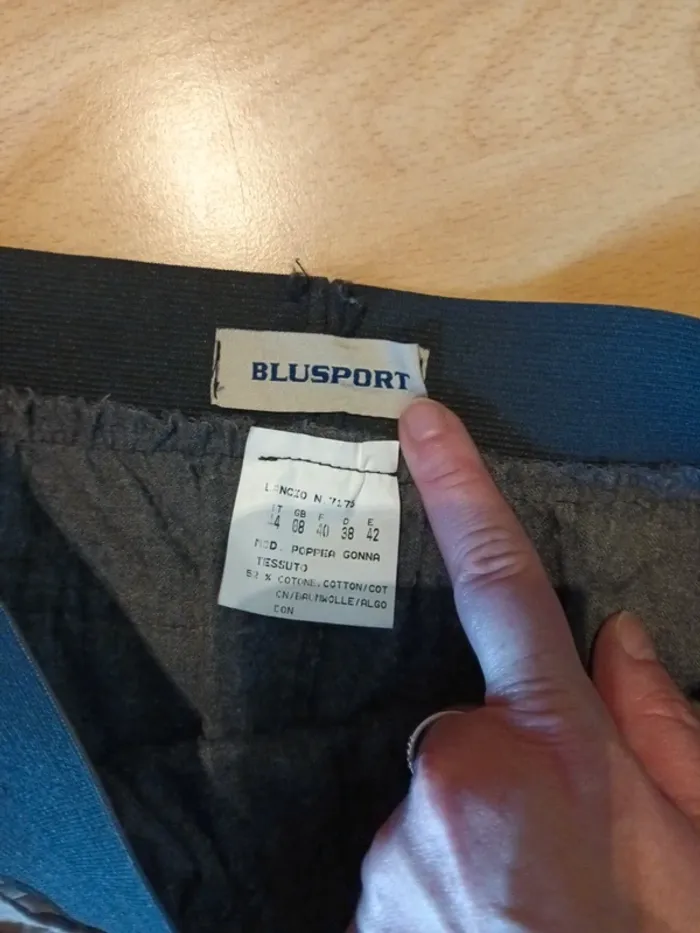 BLUSPORT
LANCIO N.7179
IT GB F D E
44 08 40 38 42
MOD. POPPEA GONNA
TESSUTO
52 % COTONE/COTTON/COT
ON/BAUMWOLLE/ALGO
DON